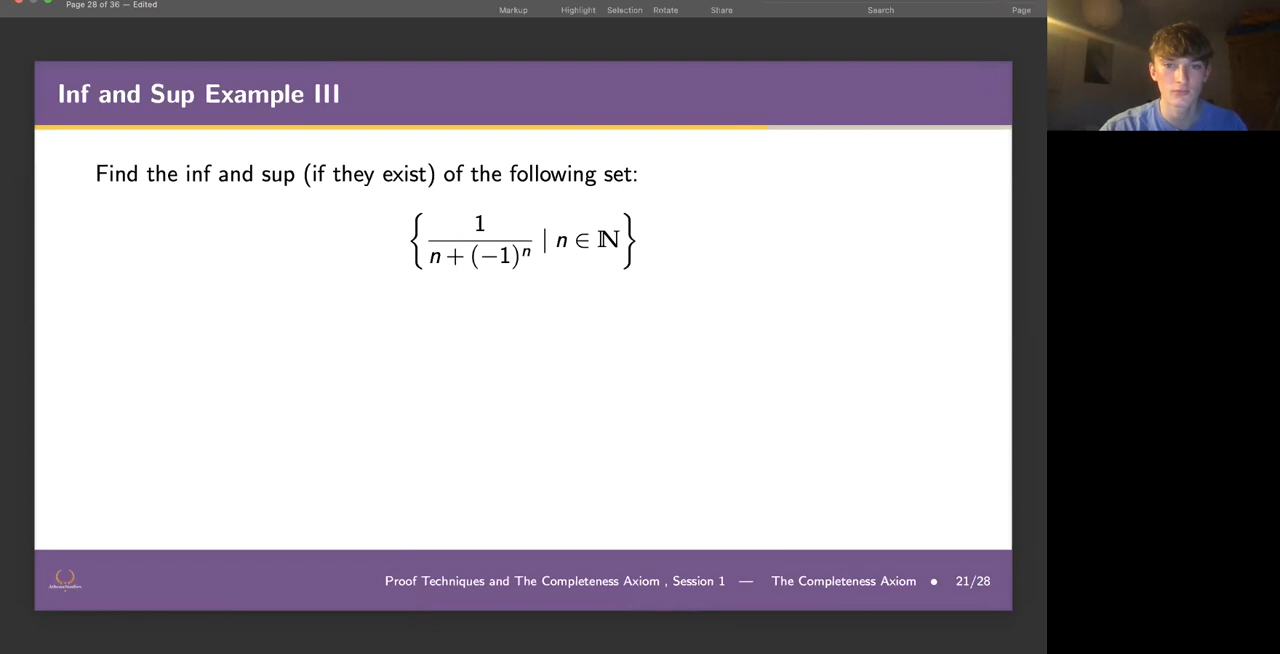 Page 28 of 36 — Edited
Markup Highlight Selection Rotate Share Search Page
Inf and Sup Example III
Find the inf and sup (if they exist) of the following set:
{ 1 / n + (−1)ⁿ | n ∈ ℕ }
Proof Techniques and The Completeness Axiom , Session 1 — The Completeness Axiom • 21/28